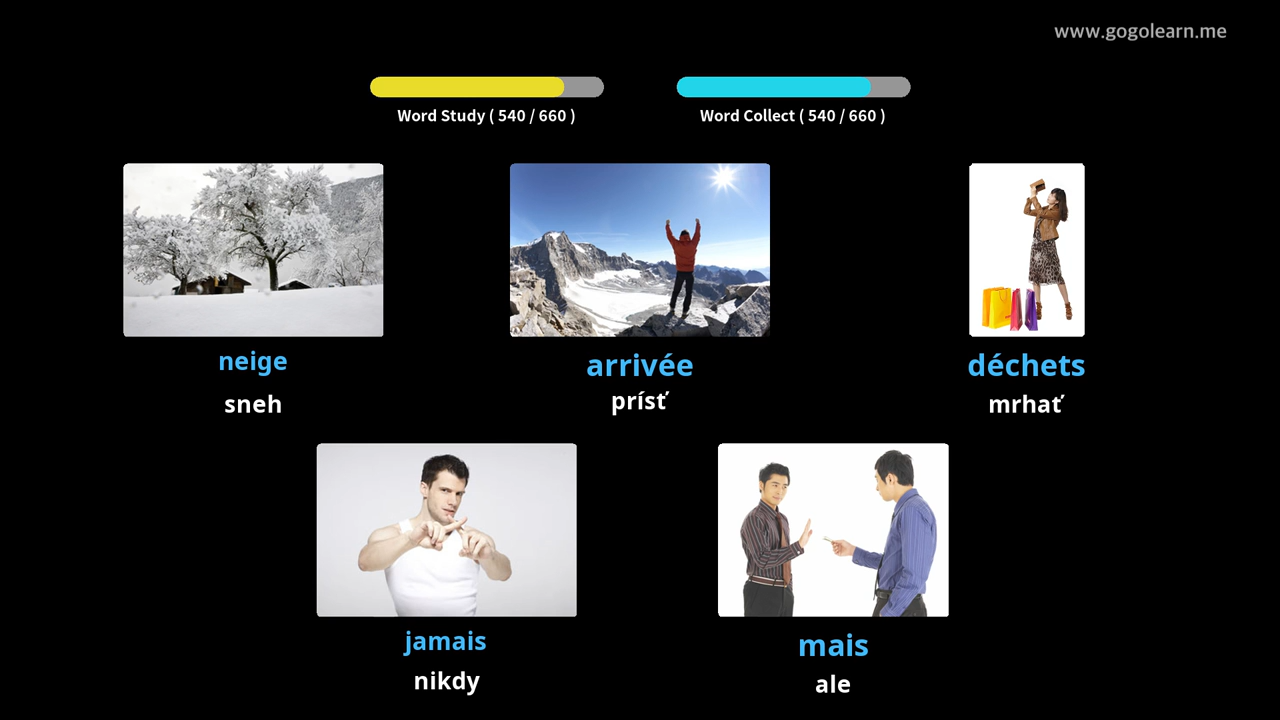 www.gogolearn.me
Word Study ( 540 / 660 )
Word Collect ( 540 / 660 )
neige
arrivée
déchets
sneh
prísť
mrhať
jamais
mais
nikdy
ale